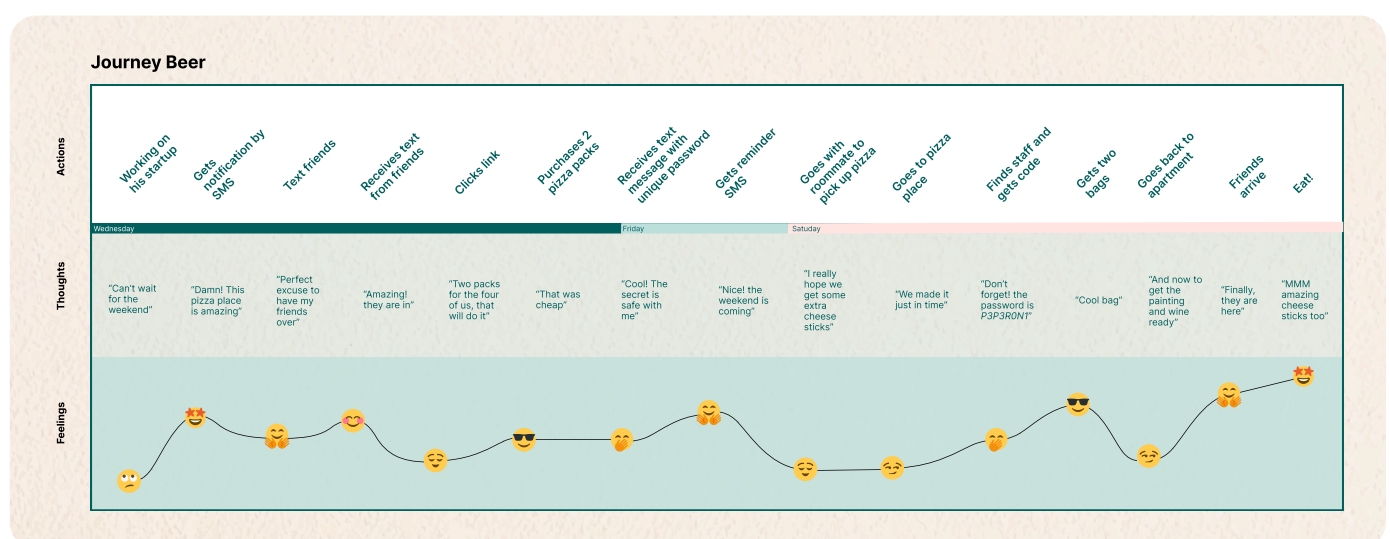 Journey Beer
Actions
Working on
his startup
Gets
notification by
SMS
Text friends
Receives text
from friends
Clicks link
Purchases 2
pizza packs
Receives text
message with
unique password
Gets reminder
SMS
Goes with
roommate to
pick up pizza
Goes to pizza
place
Finds staff and
gets code
Gets two
bags
Goes back to
apartment
Friends
arrive
Eat!
Wednesday
Friday
Satuday
Thoughts
“Can’t wait
for the
weekend”
“Damn! This
pizza place
is amazing”
“Perfect
excuse to
have my
friends
over”
“Amazing!
they are in”
“Two packs
for the four
of us, that
will do it”
“That was
cheap”
“Cool! The
secret is
safe with
me”
“Nice! the
weekend is
coming”
“I really
hope we
get some
extra
cheese
sticks”
“We made it
just in time”
“Don’t
forget! the
password is
P3P3R0N1”
“Cool bag”
“And now to
get the
painting
and wine
ready”
“Finally,
they are
here”
“MMM
amazing
cheese
sticks too”
Feelings